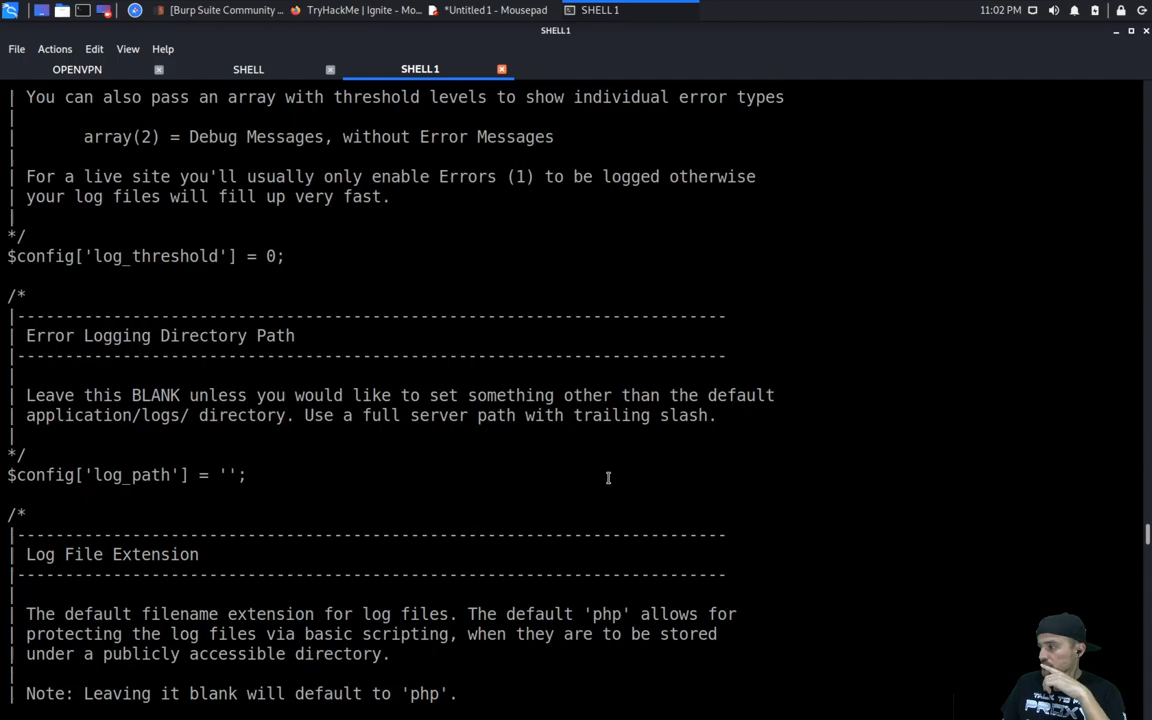 [Burp Suite Community ...
TryHackMe | Ignite - Mo...
*Untitled 1 - Mousepad
SHELL1
11:02 PM
SHELL1
File Actions Edit View Help
OPENVPN
SHELL
SHELL1
| You can also pass an array with threshold levels to show individual error types
|
| array(2) = Debug Messages, without Error Messages
|
| For a live site you'll usually only enable Errors (1) to be logged otherwise
| your log files will fill up very fast.
|
*/
$config['log_threshold'] = 0;
/*
|--------------------------------------------------------------------------
| Error Logging Directory Path
|--------------------------------------------------------------------------
|
| Leave this BLANK unless you would like to set something other than the default
| application/logs/ directory. Use a full server path with trailing slash.
|
*/
$config['log_path'] = '';
/*
|--------------------------------------------------------------------------
| Log File Extension
|--------------------------------------------------------------------------
|
| The default filename extension for log files. The default 'php' allows for
| protecting the log files via basic scripting, when they are to be stored
| under a publicly accessible directory.
|
| Note: Leaving it blank will default to 'php'.